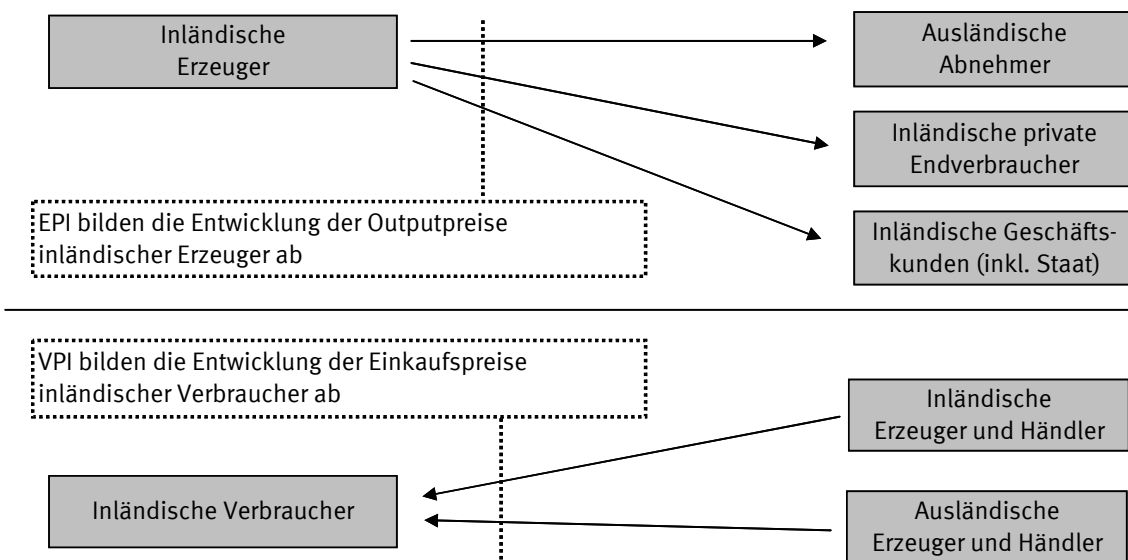 Inländische
Erzeuger
Ausländische
Abnehmer
Inländische private
Endverbraucher
EPI bilden die Entwicklung der Outputpreise
inländischer Erzeuger ab
Inländische Geschäfts-
kunden (inkl. Staat)
VPI bilden die Entwicklung der Einkaufspreise
inländischer Verbraucher ab
Inländische
Erzeuger und Händler
Inländische Verbraucher
Ausländische
Erzeuger und Händler